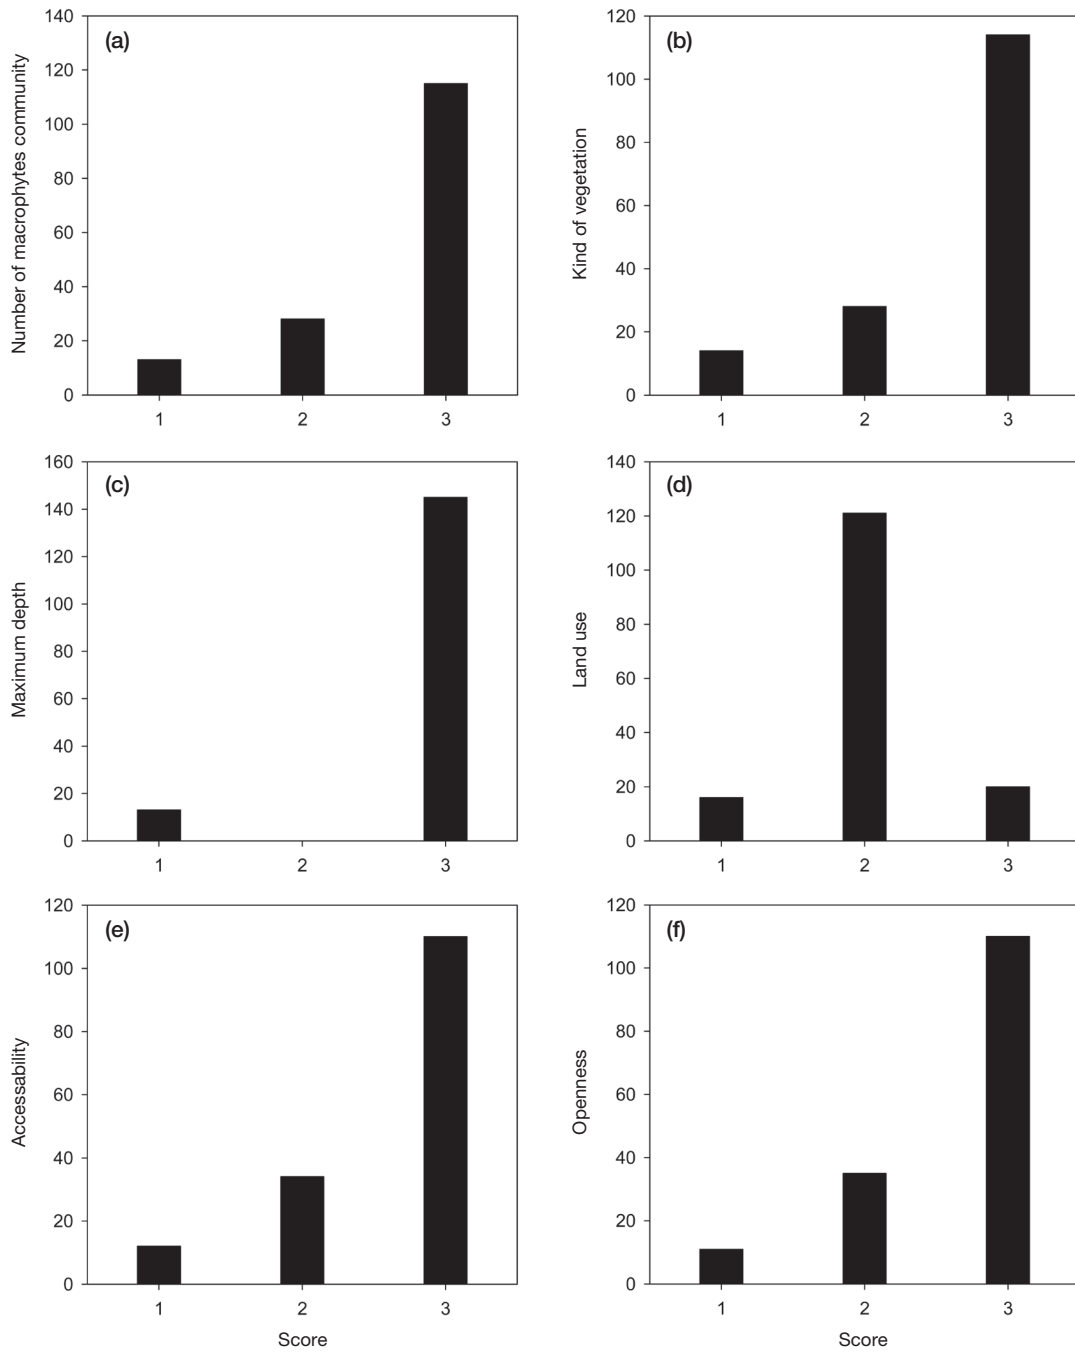 (a)
Number of macrophytes community
140
120
100
80
60
40
20
0
1 2 3
(b)
Kind of vegetation
120
100
80
60
40
20
0
1 2 3
(c)
Maximum depth
160
140
120
100
80
60
40
20
0
1 2 3
(d)
Land use
140
120
100
80
60
40
20
0
1 2 3
(e)
Accessability
120
100
80
60
40
20
0
1 2 3
Score
(f)
Openness
120
100
80
60
40
20
0
1 2 3
Score